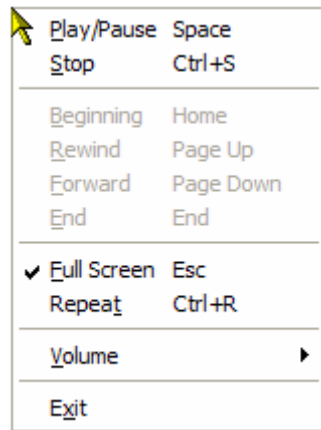 Play/Pause Space
Stop Ctrl+S
Beginning Home
Rewind Page Up
Forward Page Down
End End
Full Screen Esc
Repeat Ctrl+R
Volume
Exit